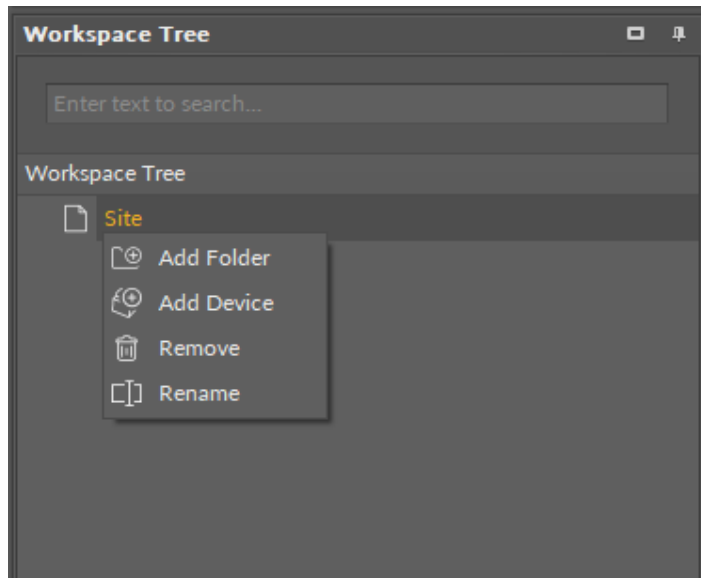 Workspace Tree
Enter text to search...
Workspace Tree
Site
Add Folder
Add Device
Remove
Rename